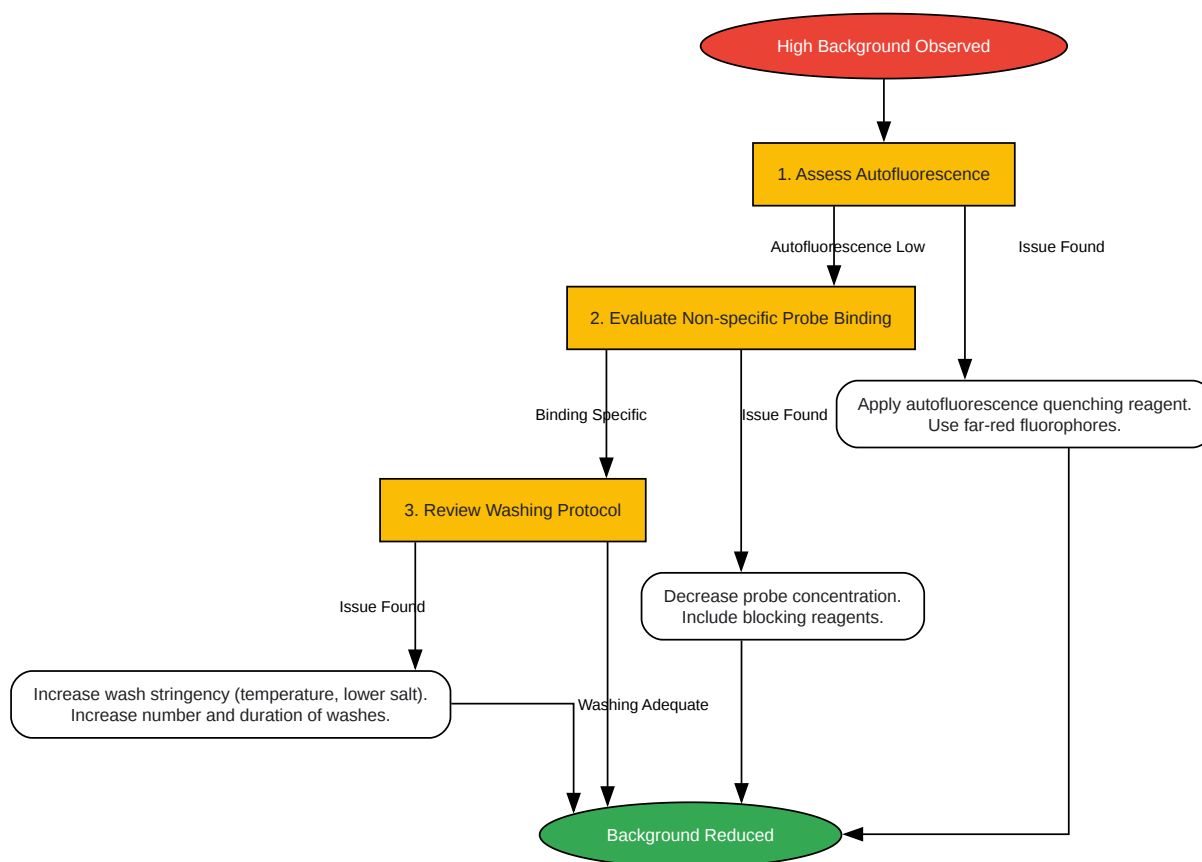 High Background Observed
1. Assess Autofluorescence
Autofluorescence Low
Issue Found
2. Evaluate Non-specific Probe Binding
Apply autofluorescence quenching reagent.
Use far-red fluorophores.
Binding Specific
Issue Found
3. Review Washing Protocol
Decrease probe concentration.
Include blocking reagents.
Issue Found
Increase wash stringency (temperature, lower salt).
Increase number and duration of washes.
Washing Adequate
Background Reduced